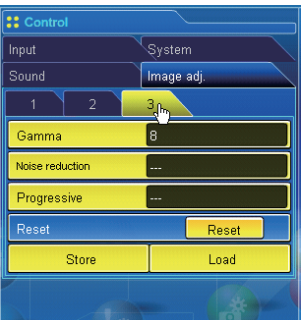 Control
Input System
Sound Image adj.
1 2 3
Gamma 8
Noise reduction ---
Progressive ---
Reset Reset
Store Load